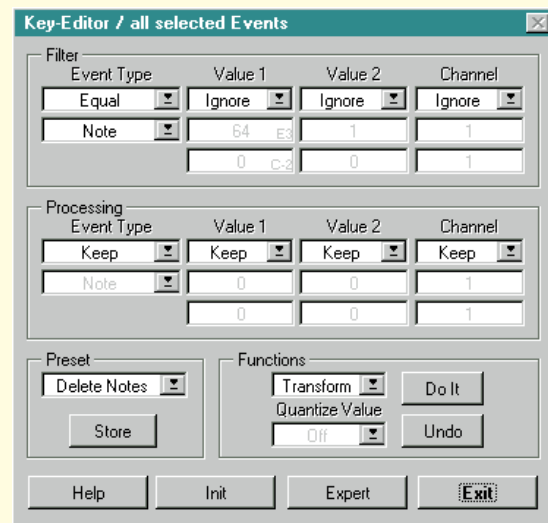 Key-Editor / all selected Events
Filter
Event Type Value 1 Value 2 Channel
Equal Ignore Ignore Ignore
Note 64 E3 1 1
0 C-2 0 1
Processing
Event Type Value 1 Value 2 Channel
Keep Keep Keep Keep
Note 0 0 1
0 0 1
Preset
Delete Notes
Store
Functions
Transform Do It
Quantize Value
Off Undo
Help Init Expert Exit